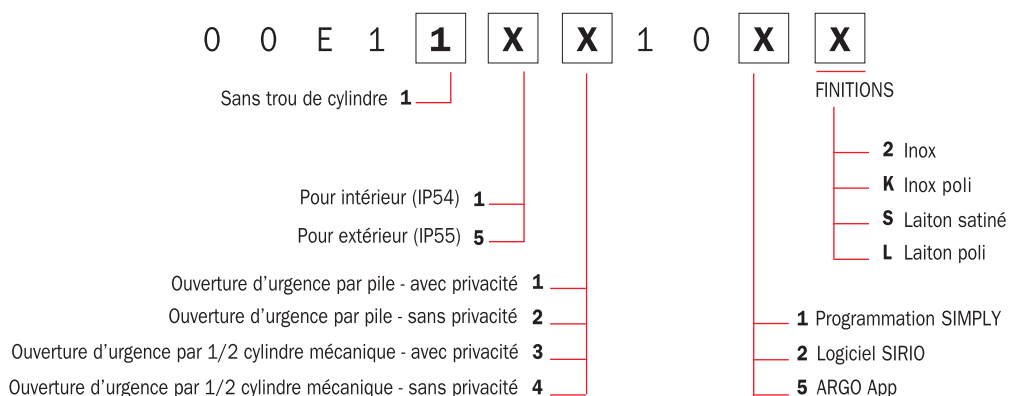 0 0 E 1 1 X X 1 0 X X
FINITIONS
Sans trou de cylindre 1
2 Inox
K Inox poli
S Laiton satiné
L Laiton poli
Pour intérieur (IP54) 1
Pour extérieur (IP55) 5
Ouverture d’urgence par pile - avec privacité 1
Ouverture d’urgence par pile - sans privacité 2
Ouverture d’urgence par 1/2 cylindre mécanique - avec privacité 3
Ouverture d’urgence par 1/2 cylindre mécanique - sans privacité 4
1 Programmation SIMPLY
2 Logiciel SIRIO
5 ARGO App